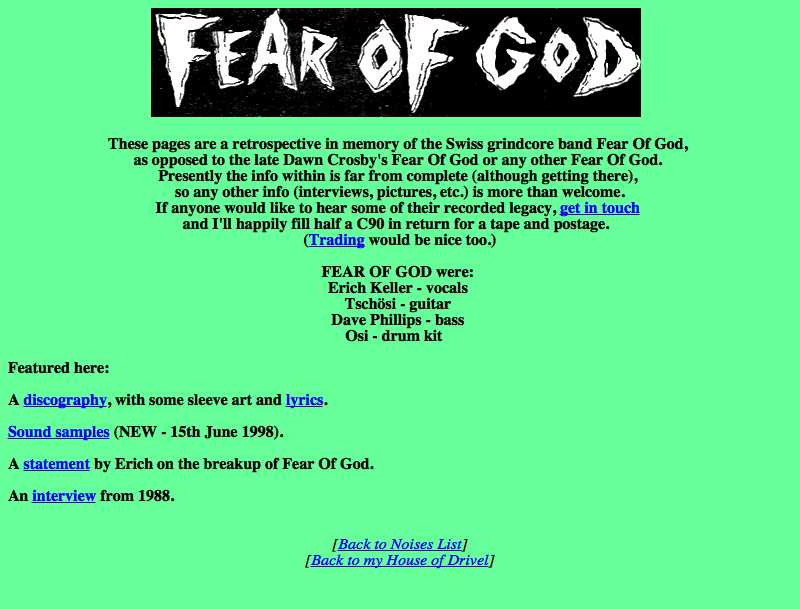 FEAR OF GOD
These pages are a retrospective in memory of the Swiss grindcore band Fear Of God,
as opposed to the late Dawn Crosby's Fear Of God or any other Fear Of God.
Presently the info within is far from complete (although getting there),
so any other info (interviews, pictures, etc.) is more than welcome.
If anyone would like to hear some of their recorded legacy, get in touch
and I'll happily fill half a C90 in return for a tape and postage.
(Trading would be nice too.)
FEAR OF GOD were:
Erich Keller - vocals
Tschösi - guitar
Dave Phillips - bass
Osi - drum kit
Featured here:
A discography, with some sleeve art and lyrics.
Sound samples (NEW - 15th June 1998).
A statement by Erich on the breakup of Fear Of God.
An interview from 1988.
[Back to Noises List]
[Back to my House of Drivel]